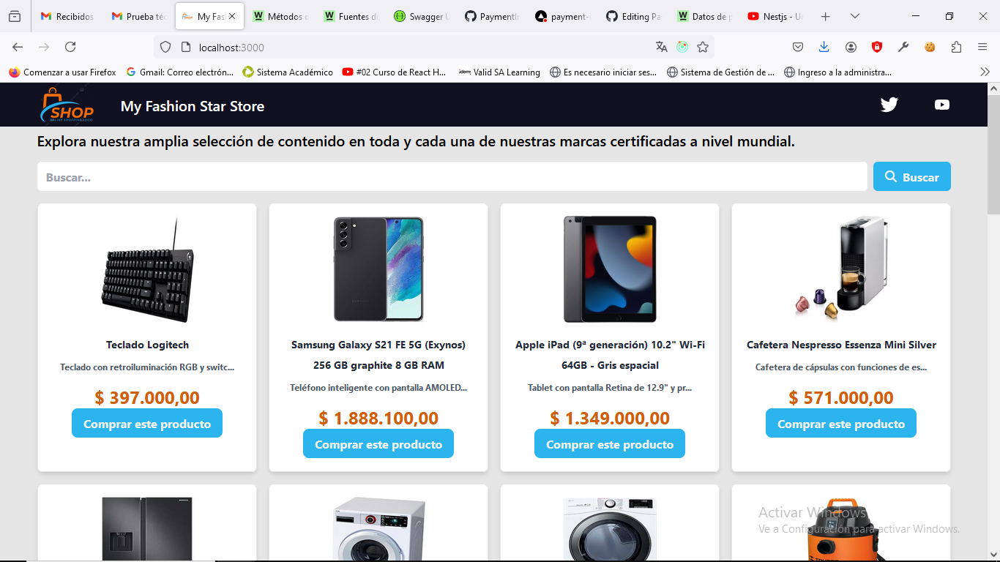 Recibidos
Prueba téc
My Fash
Métodos d
Fuentes de
Swagger U
PaymentIn
payment-
Editing Pa
Datos de p
Nestjs - Un
localhost:3000
Comenzar a usar Firefox
Gmail: Correo electrón...
Sistema Académico
#02 Curso de React H...
Valid SA Learning
Es necesario iniciar ses...
Sistema de Gestión de ...
Ingreso a la administra...
SHOP
My Fashion Star Store
Explora nuestra amplia selección de contenido en toda y cada una de nuestras marcas certificadas a nivel mundial.
Buscar...
Buscar
Teclado Logitech
Teclado con retroiluminación RGB y switc...
$ 397.000,00
Comprar este producto
Samsung Galaxy S21 FE 5G (Exynos)
256 GB graphite 8 GB RAM
Teléfono inteligente con pantalla AMOLED...
$ 1.888.100,00
Comprar este producto
Apple iPad (9ª generación) 10.2" Wi-Fi
64GB - Gris espacial
Tablet con pantalla Retina de 12.9" y pr...
$ 1.349.000,00
Comprar este producto
Cafetera Nespresso Essenza Mini Silver
Cafetera de cápsulas con funciones de es...
$ 571.000,00
Comprar este producto
Activar Windows
Ve a Configuración para activar Windows.